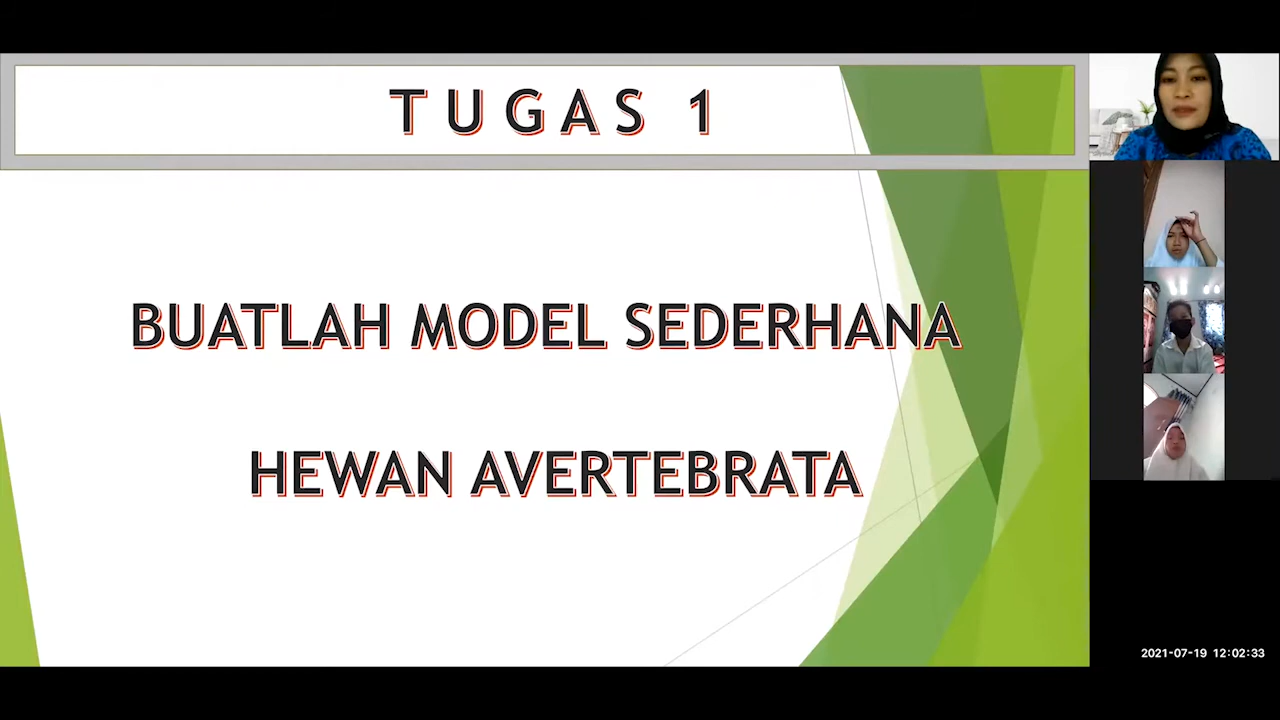 TUGAS 1
BUATLAH MODEL SEDERHANA
HEWAN AVERTEBRATA
2021-07-19 12:02:33